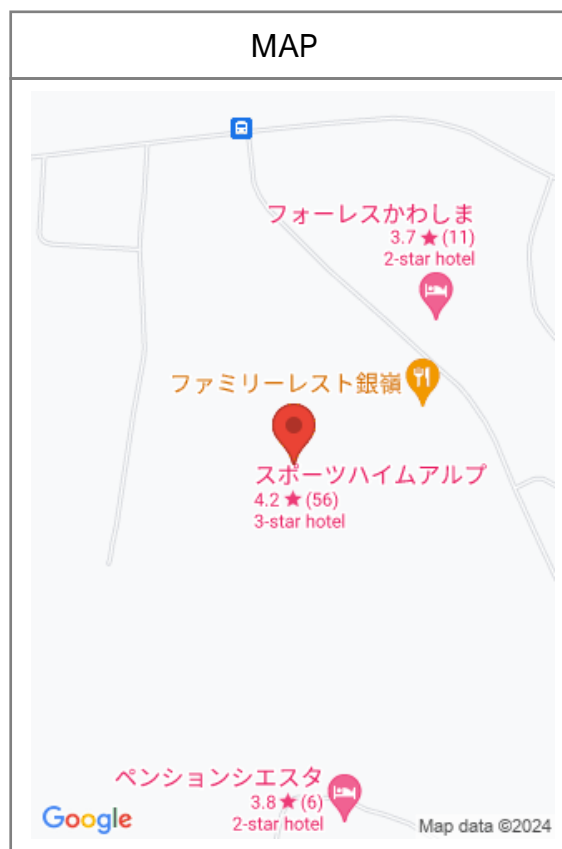 MAP
フォーレスかわしま
3.7 ★ (11)
2-star hotel
ファミリーレスト銀嶺
スポーツハイムアルプ
4.2 ★ (56)
3-star hotel
ペンションシエスタ
3.8 ★ (6)
2-star hotel
Google
Map data ©2024